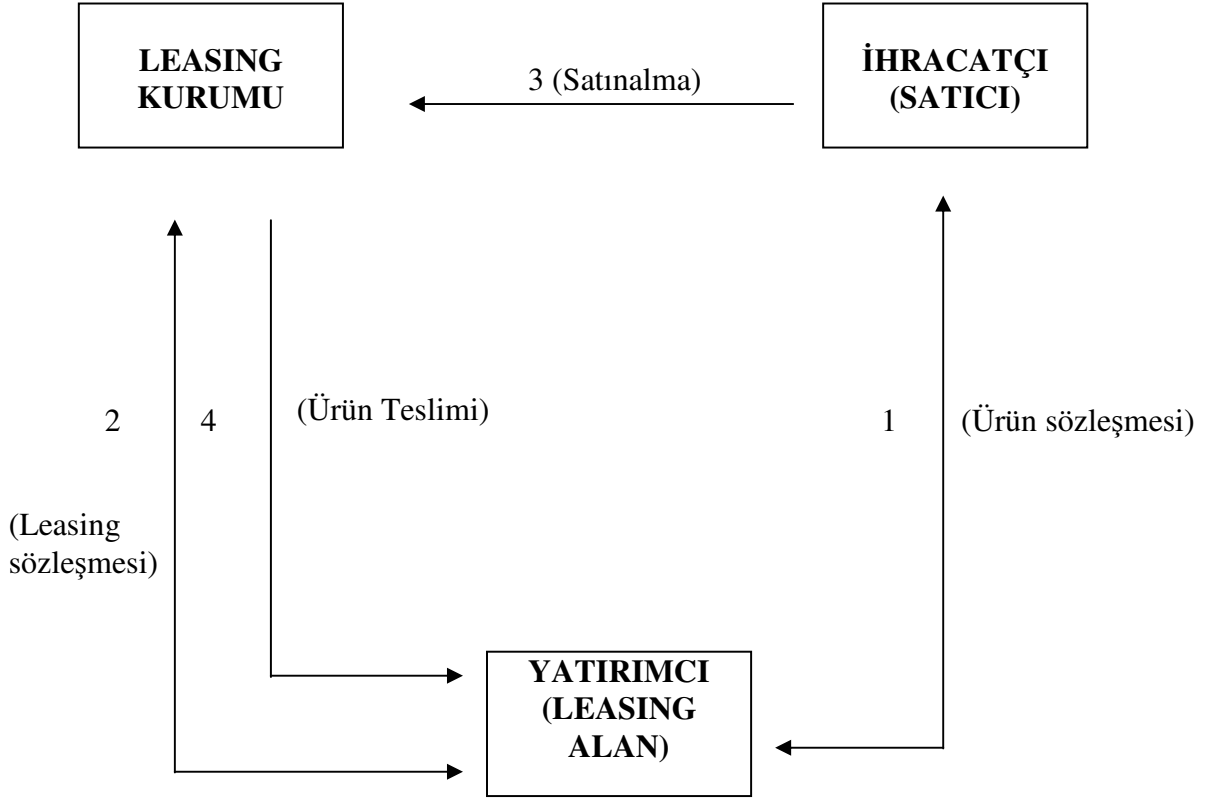 LEASING
KURUMU
3 (Satınalma)
İHRACATÇI
(SATICI)
2
4
(Ürün Teslimi)
1
(Ürün sözleşmesi)
(Leasing
sözleşmesi)
YATIRIMCI
(LEASING
ALAN)